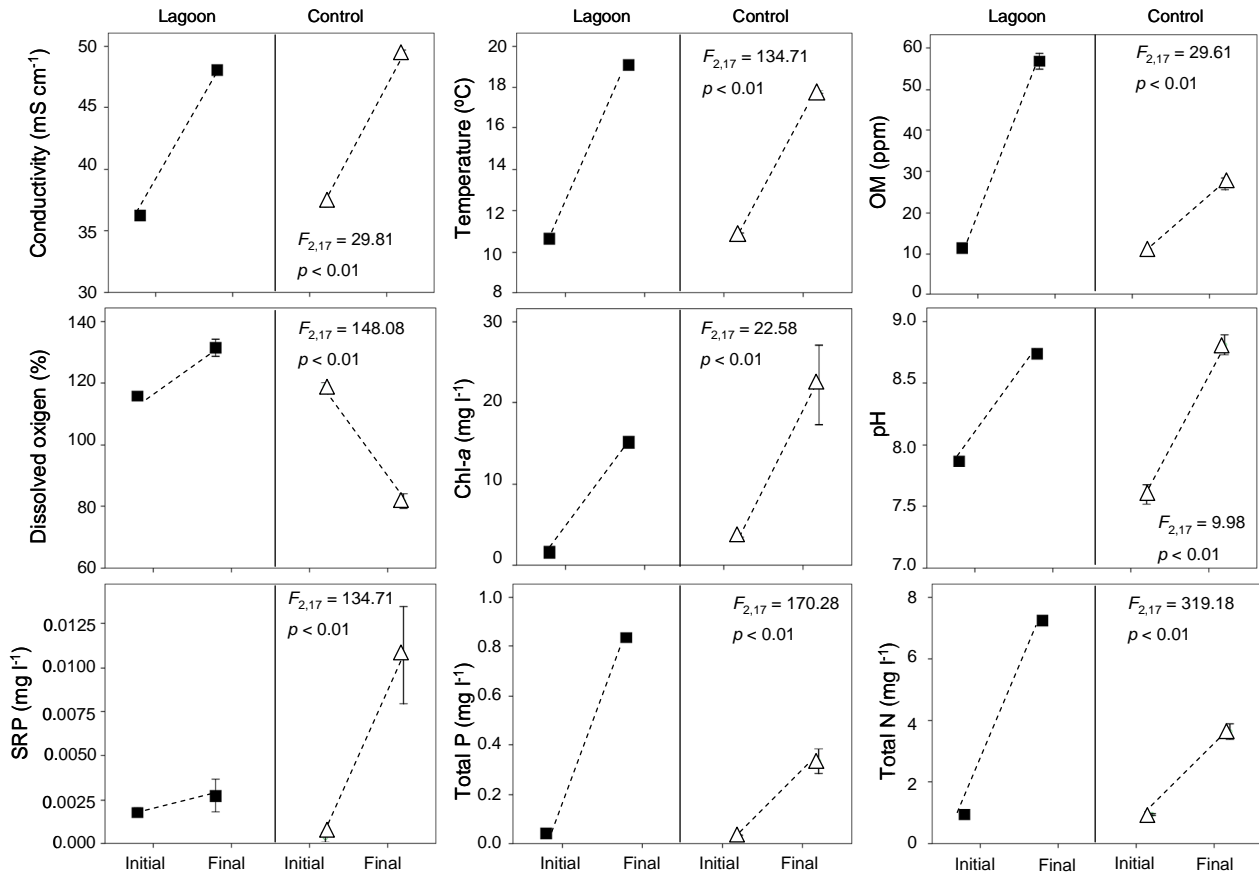 Lagoon Control Lagoon Control Lagoon Control
Conductivity (mS cm-1)
50
45
40
35
30
F2,17 = 29.81
p < 0.01
Temperature (ºC)
20
18
16
14
12
10
8
F2,17 = 134.71
p < 0.01
OM (ppm)
60
50
40
30
20
10
0
F2,17 = 29.61
p < 0.01
Dissolved oxigen (%)
140
120
100
80
60
F2,17 = 148.08
p < 0.01
Chl-a (mg l-1)
30
20
10
0
F2,17 = 22.58
p < 0.01
pH
9.0
8.5
8.0
7.5
7.0
F2,17 = 9.98
p < 0.01
SRP (mg l-1)
0.0125
0.0100
0.0075
0.0050
0.0025
0.000
F2,17 = 134.71
p < 0.01
Total P (mg l-1)
1.0
0.8
0.6
0.4
0.2
0.0
F2,17 = 170.28
p < 0.01
Total N (mg l-1)
8
6
4
2
1
0
F2,17 = 319.18
p < 0.01
Initial Final Initial Final Initial Final Initial Final Initial Final Initial Final